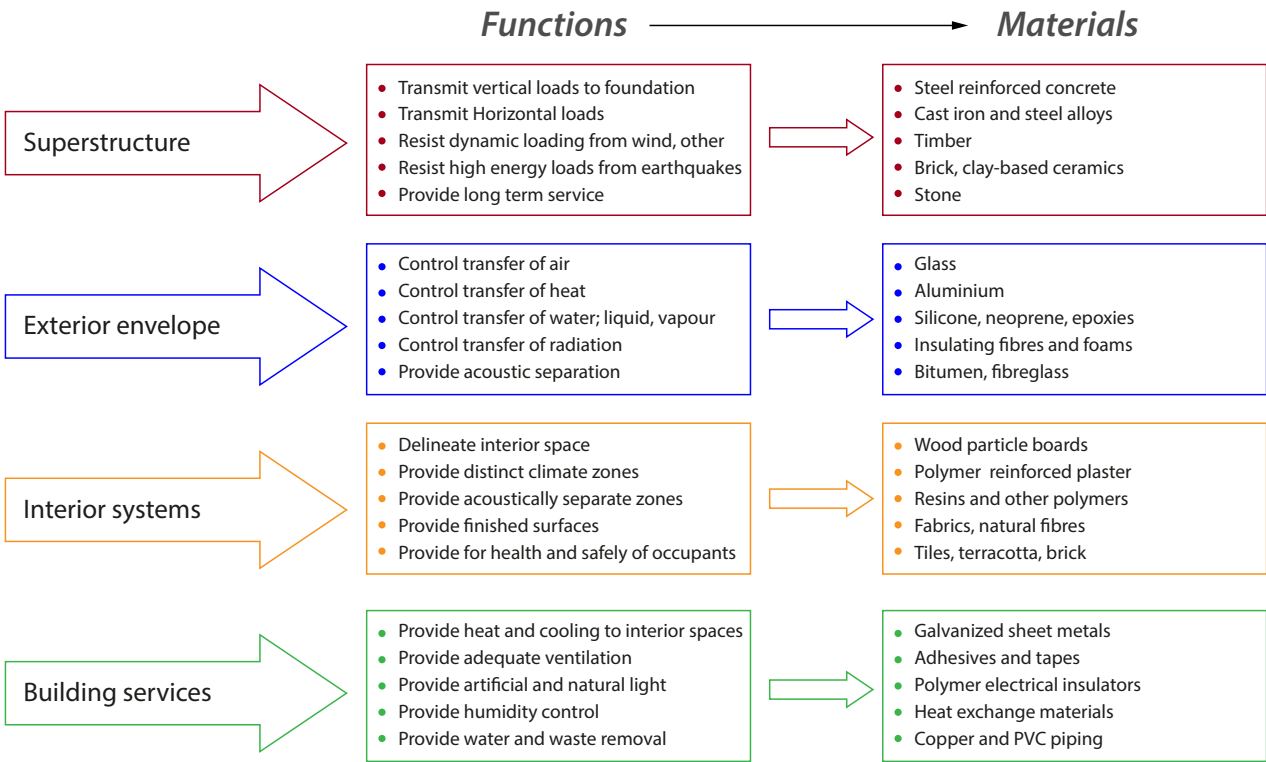 Functions
Materials
Superstructure
Transmit vertical loads to foundation
Transmit Horizontal loads
Resist dynamic loading from wind, other
Resist high energy loads from earthquakes
Provide long term service
Steel reinforced concrete
Cast iron and steel alloys
Timber
Brick, clay-based ceramics
Stone
Exterior envelope
Control transfer of air
Control transfer of heat
Control transfer of water; liquid, vapour
Control transfer of radiation
Provide acoustic separation
Glass
Aluminium
Silicone, neoprene, epoxies
Insulating fibres and foams
Bitumen, fibreglass
Interior systems
Delineate interior space
Provide distinct climate zones
Provide acoustically separate zones
Provide finished surfaces
Provide for health and safely of occupants
Wood particle boards
Polymer reinforced plaster
Resins and other polymers
Fabrics, natural fibres
Tiles, terracotta, brick
Building services
Provide heat and cooling to interior spaces
Provide adequate ventilation
Provide artificial and natural light
Provide humidity control
Provide water and waste removal
Galvanized sheet metals
Adhesives and tapes
Polymer electrical insulators
Heat exchange materials
Copper and PVC piping